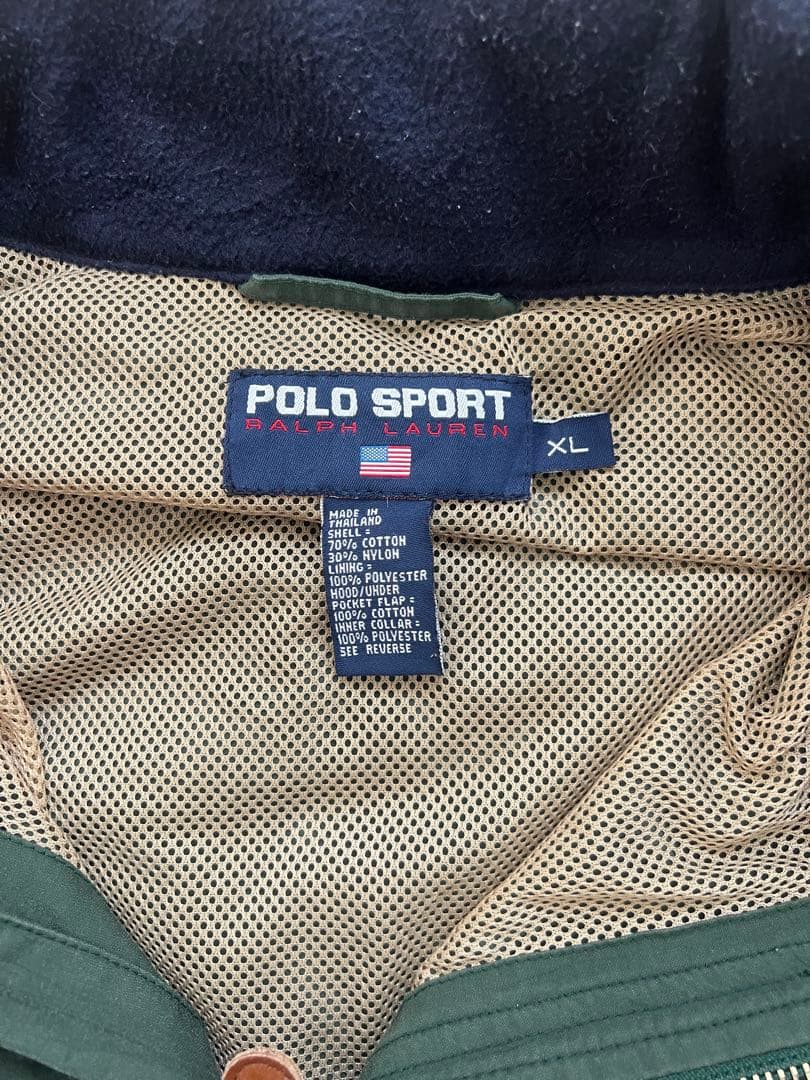 POLO SPORT
RALPH LAUREN
XL
MADE IN
THAILAND
SHELL =
70% COTTON
30% NYLON
LINING =
100% POLYESTER
HOOD/UNDER
POCKET FLAP =
100% COTTON
INNER COLLAR =
100% POLYESTER
SEE REVERSE